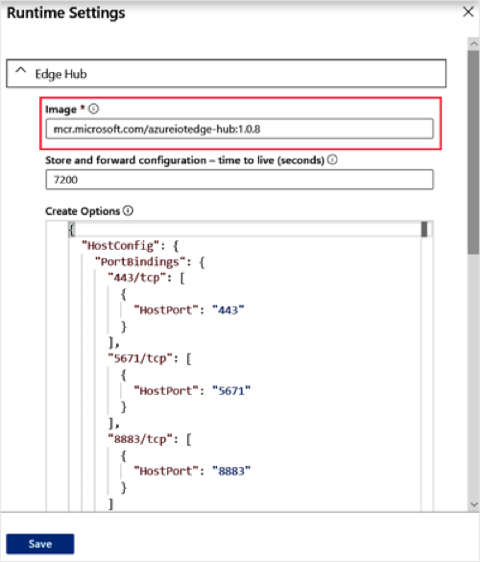 Runtime Settings
Edge Hub
Image *
mcr.microsoft.com/azureiotedge-hub:1.0.8
Store and forward configuration – time to live (seconds)
7200
Create Options
{
"HostConfig": {
"PortBindings": {
"443/tcp": [
{
"HostPort": "443"
}
],
"5671/tcp": [
{
"HostPort": "5671"
}
],
"8883/tcp": [
{
"HostPort": "8883"
}
]
Save